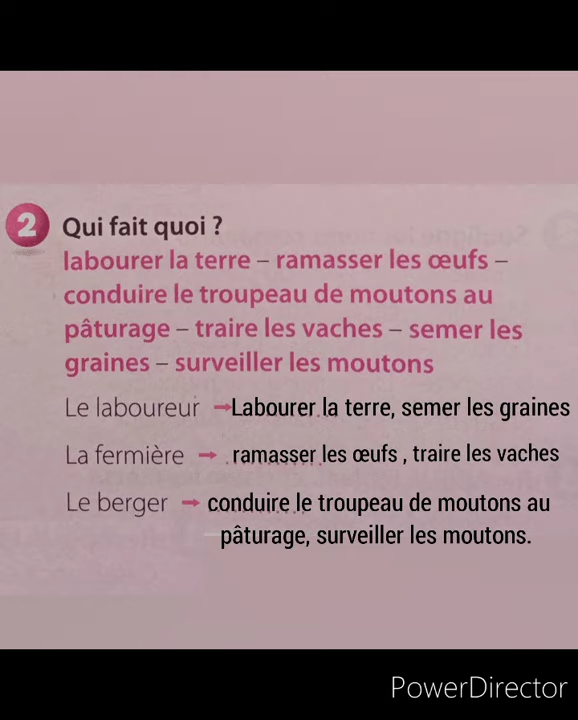 2 Qui fait quoi ?
labourer la terre – ramasser les œufs –
conduire le troupeau de moutons au
pâturage – traire les vaches – semer les
graines – surveiller les moutons
Le laboureur →Labourer la terre, semer les graines
La fermière → ramasser les œufs , traire les vaches
Le berger → conduire le troupeau de moutons au
pâturage, surveiller les moutons.
PowerDirector